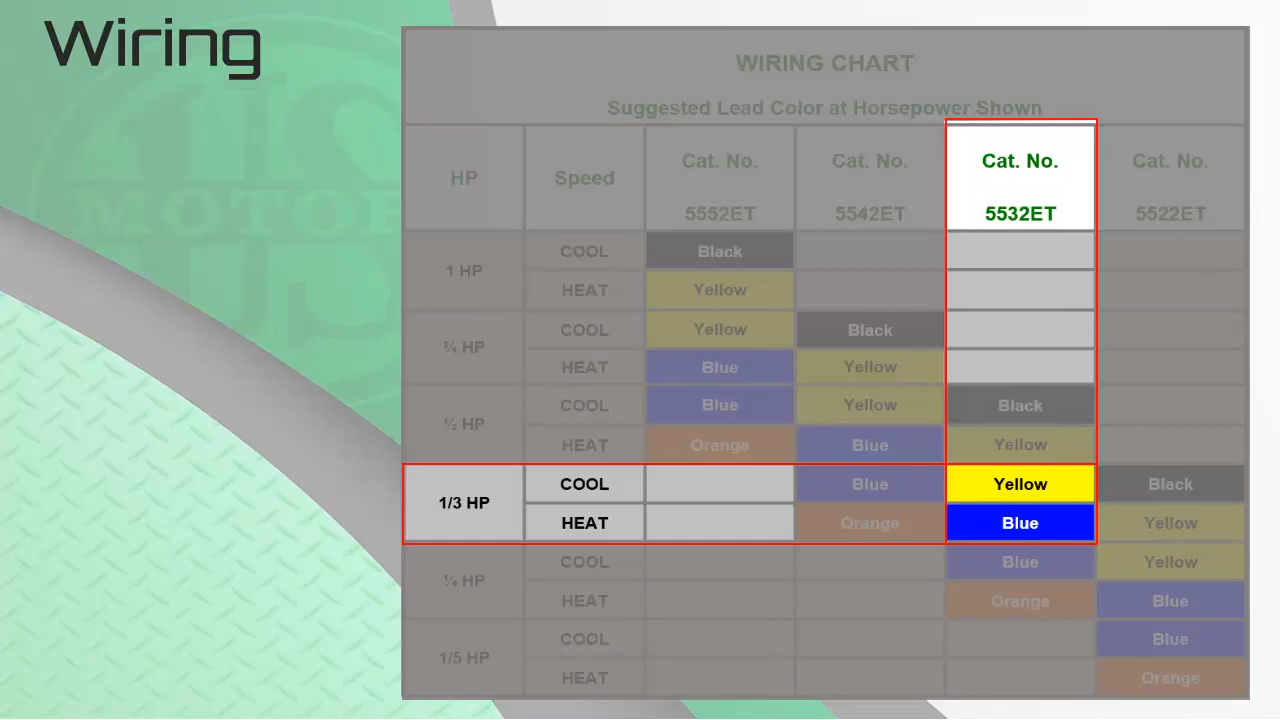 Wiring
WIRING CHART
Suggested Lead Color at Horsepower Shown
HP Speed Cat. No. 5552ET Cat. No. 5542ET Cat. No. 5532ET Cat. No. 5522ET
1 HP COOL Black
HEAT Yellow
¾ HP COOL Yellow Black
HEAT Blue Yellow
½ HP COOL Blue Yellow Black
HEAT Orange Blue Yellow
1/3 HP COOL Blue Yellow Black
HEAT Orange Blue Yellow
¼ HP COOL Blue Yellow
HEAT Orange Blue
1/5 HP COOL Blue
HEAT Orange
MOTOR
US